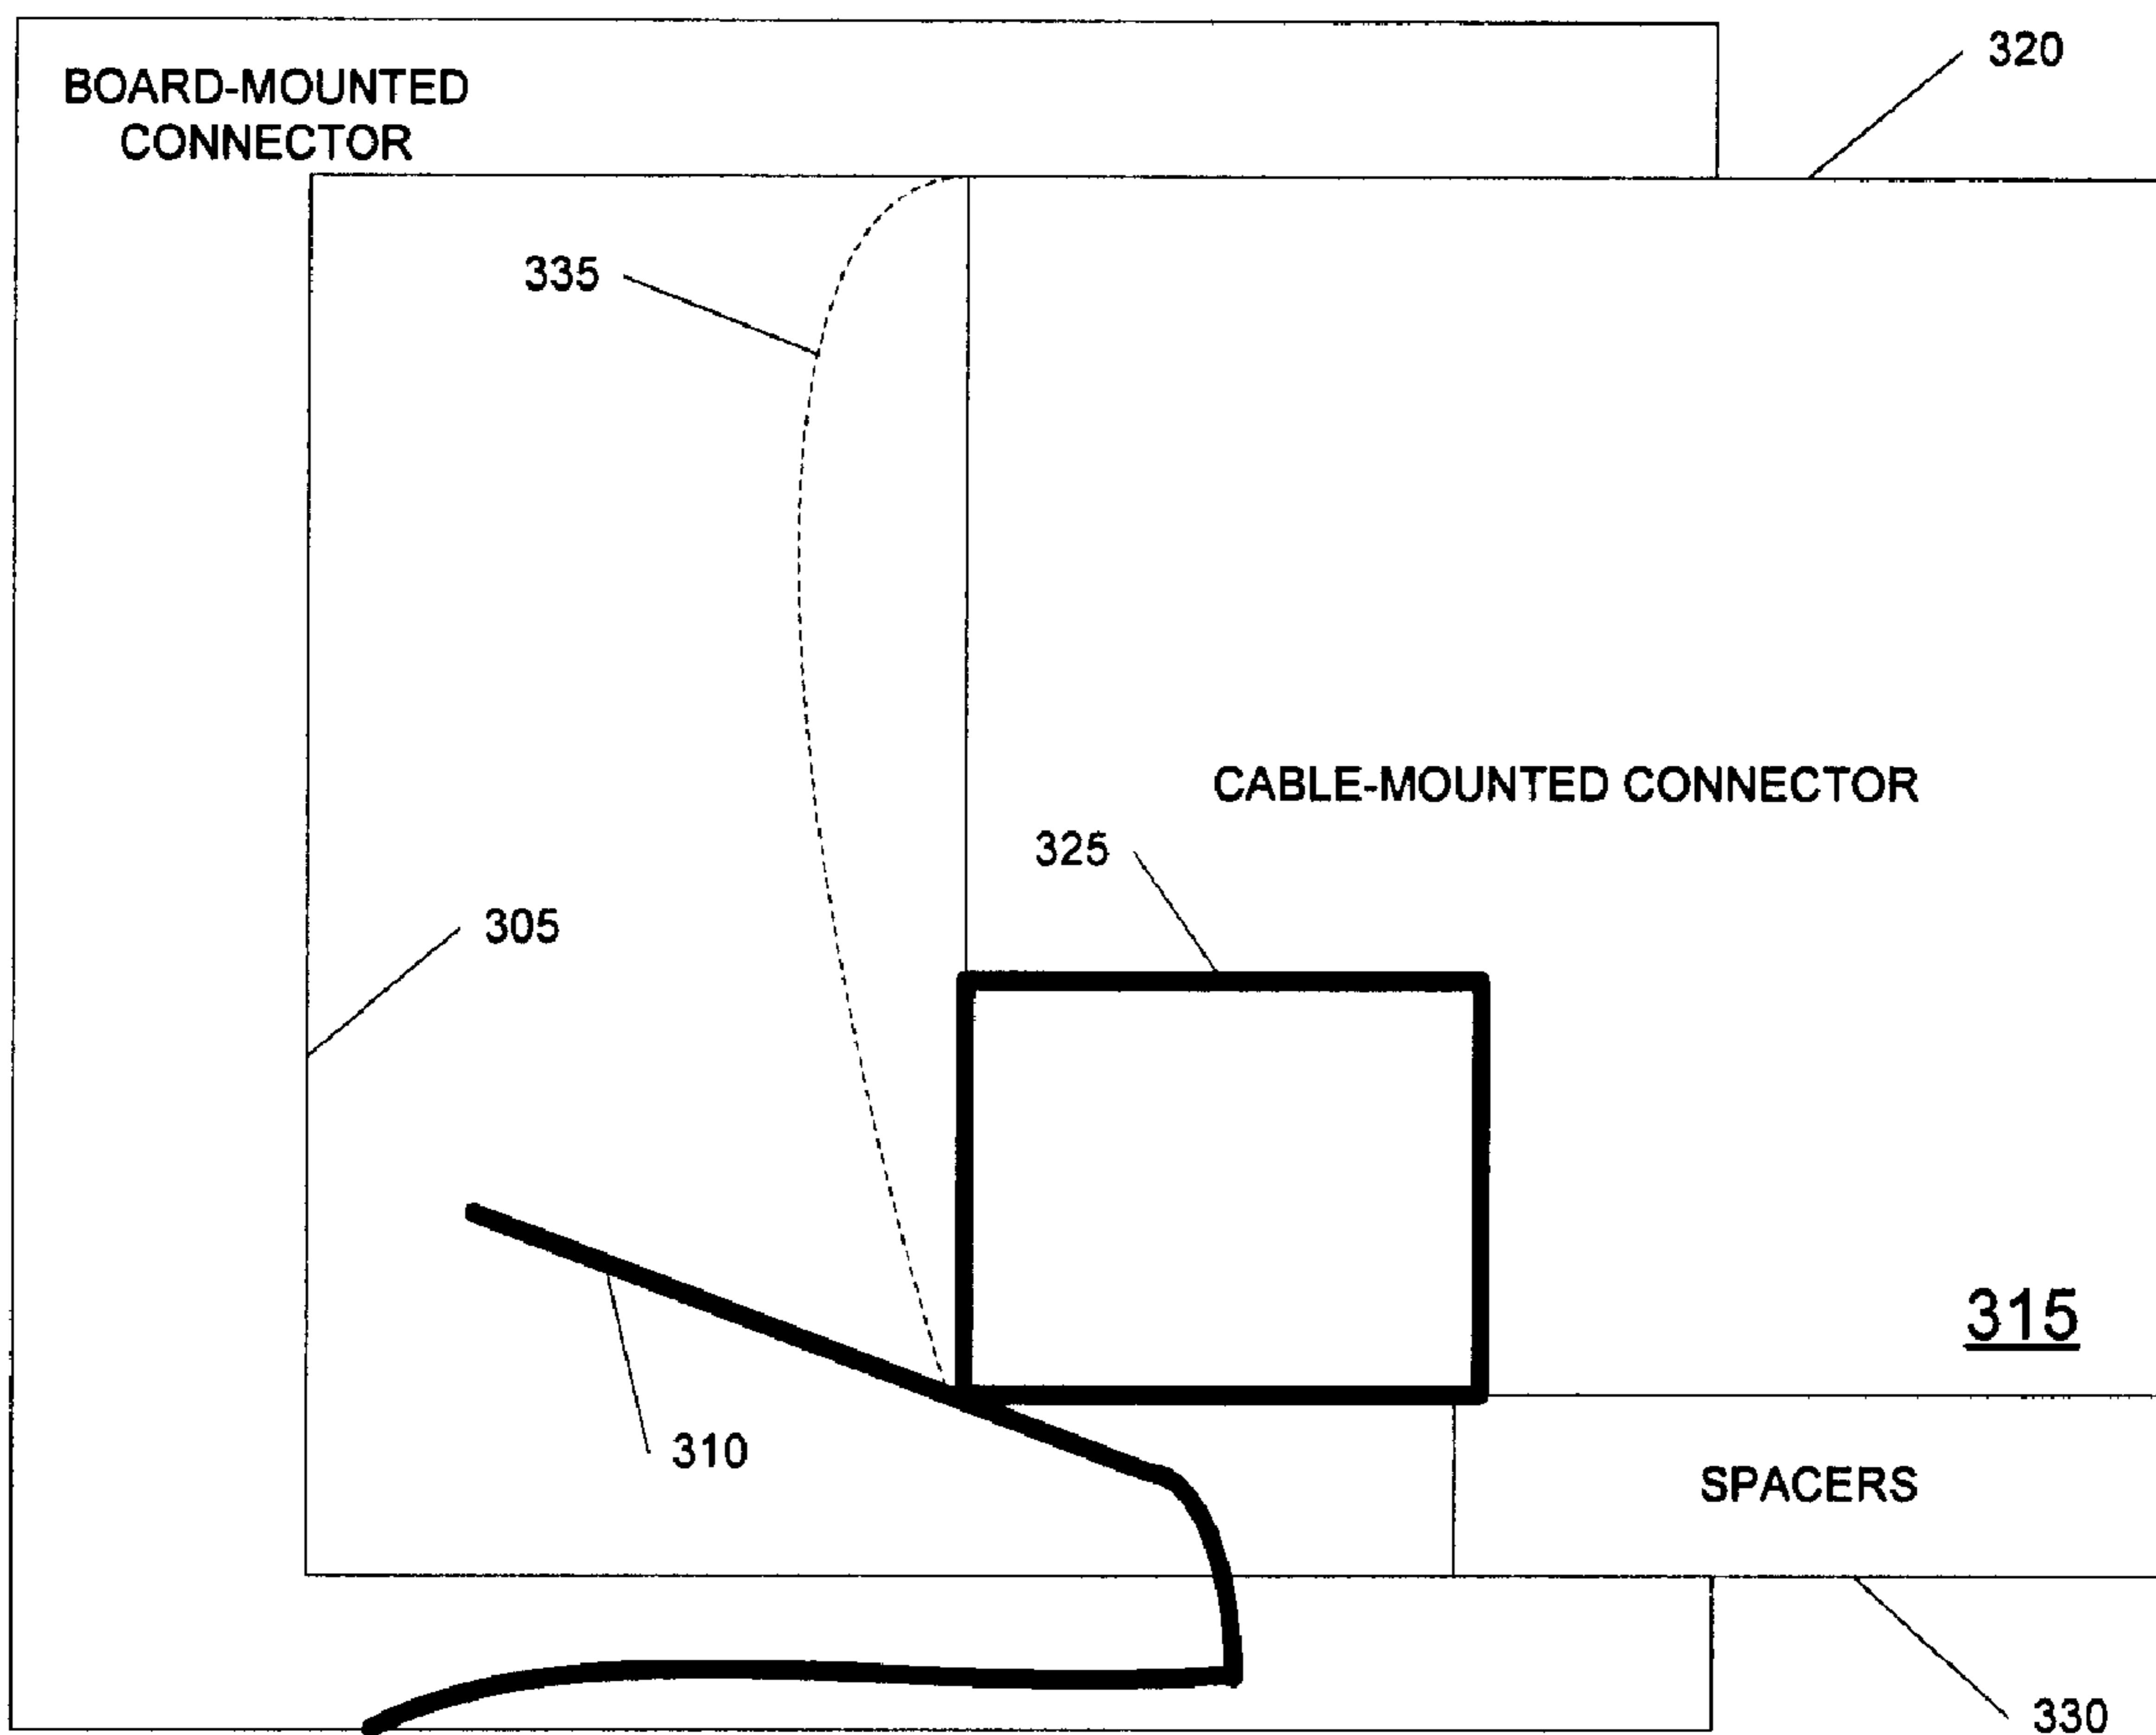 BOARD-MOUNTED
CONNECTOR
320
335
CABLE-MOUNTED CONNECTOR
325
305
315
310
SPACERS
330